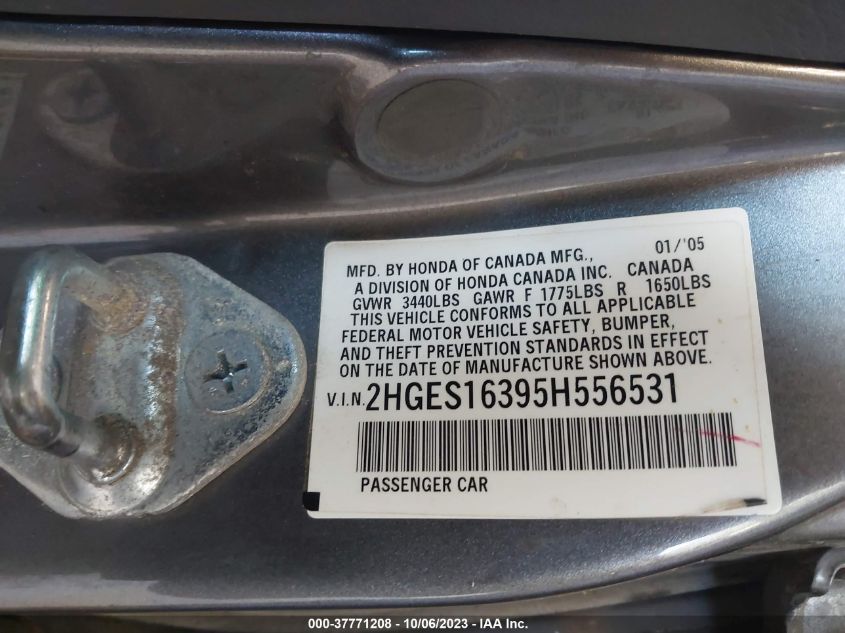 01/'05
MFD. BY HONDA OF CANADA MFG.,
A DIVISION OF HONDA CANADA INC. CANADA
GVWR 3440LBS GAWR F 1775LBS R 1650LBS
THIS VEHICLE CONFORMS TO ALL APPLICABLE
FEDERAL MOTOR VEHICLE SAFETY, BUMPER,
AND THEFT PREVENTION STANDARDS IN EFFECT
ON THE DATE OF MANUFACTURE SHOWN ABOVE.
V.I.N. 2HGES16395H556531
PASSENGER CAR
000-37771208 - 10/06/2023 - IAA Inc.